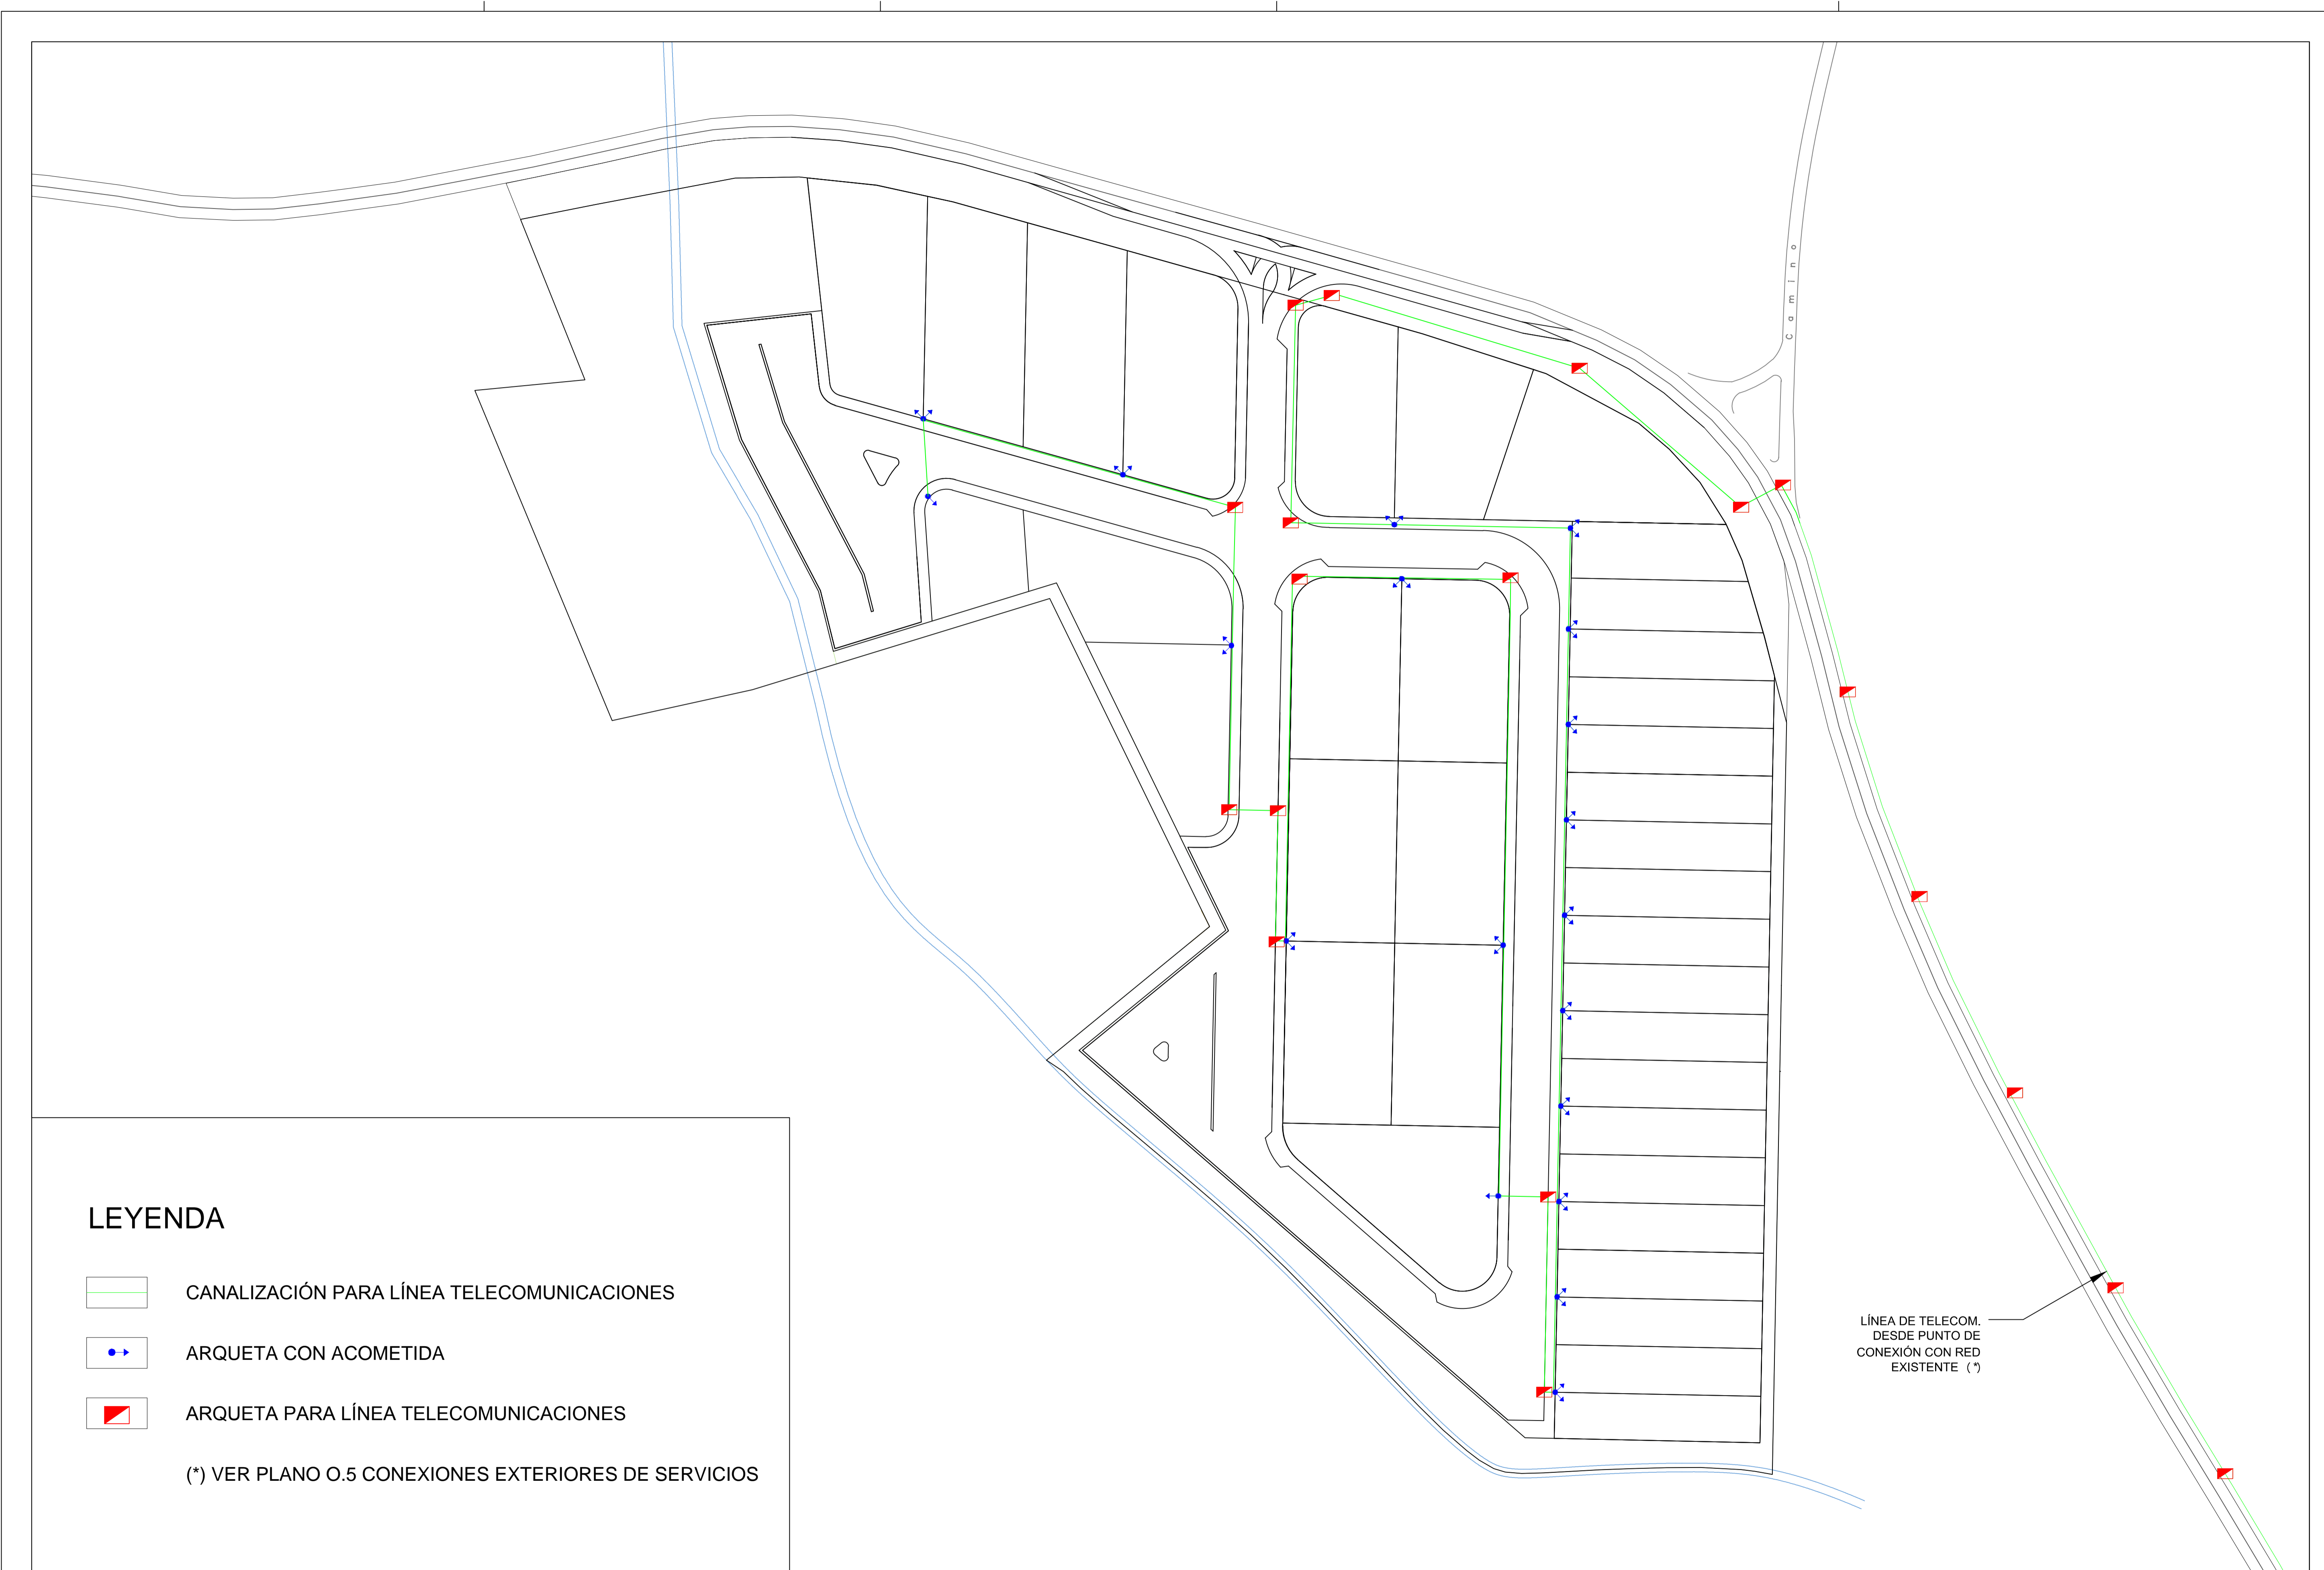 Camino
LEYENDA
CANALIZACIÓN PARA LÍNEA TELECOMUNICACIONES
ARQUETA CON ACOMETIDA
ARQUETA PARA LÍNEA TELECOMUNICACIONES
(*) VER PLANO O.5 CONEXIONES EXTERIORES DE SERVICIOS
LÍNEA DE TELECOM.
DESDE PUNTO DE
CONEXIÓN CON RED
EXISTENTE (*)